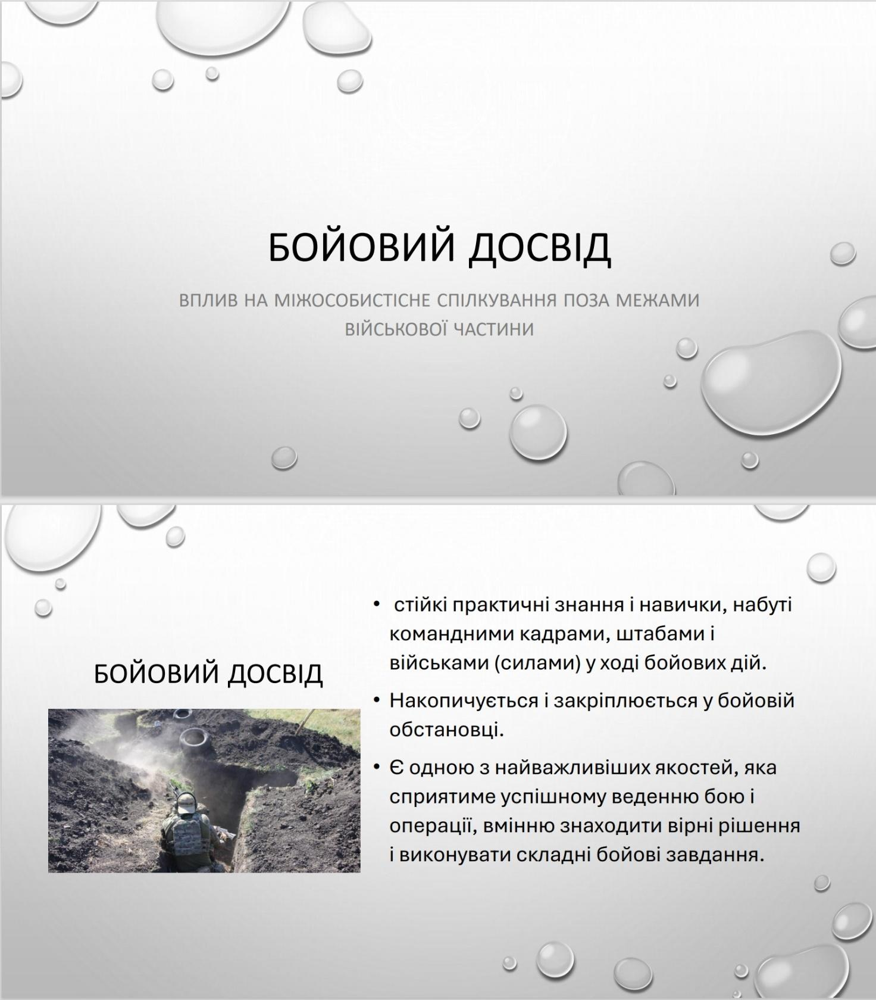 БОЙОВИЙ ДОСВІД
ВПЛИВ НА МІЖОСОБИСТІСНЕ СПІЛКУВАННЯ ПОЗА МЕЖАМИ
ВІЙСЬКОВОЇ ЧАСТИНИ
БОЙОВИЙ ДОСВІД
• стійкі практичні знання і навички, набуті
командними кадрами, штабами і
військами (силами) у ході бойових дій.
• Накопичується і закріплюється у бойовій
обстановці.
• Є одною з найважливіших якостей, яка
сприятиме успішному веденню бою і
операції, вмінню знаходити вірні рішення
і виконувати складні бойові завдання.